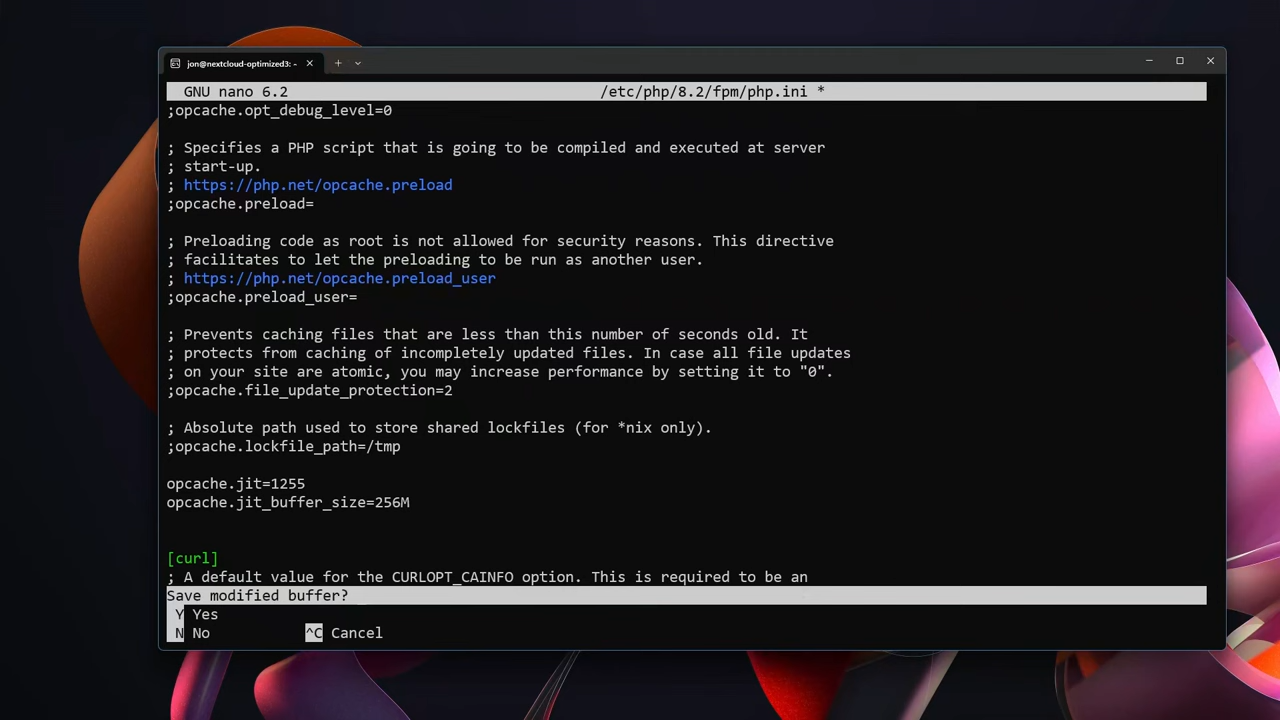 jon@nextcloud-optimized3: ~
GNU nano 6.2 /etc/php/8.2/fpm/php.ini *
;opcache.opt_debug_level=0
; Specifies a PHP script that is going to be compiled and executed at server
; start-up.
; https://php.net/opcache.preload
;opcache.preload=
; Preloading code as root is not allowed for security reasons. This directive
; facilitates to let the preloading to be run as another user.
; https://php.net/opcache.preload_user
;opcache.preload_user=
; Prevents caching files that are less than this number of seconds old. It
; protects from caching of incompletely updated files. In case all file updates
; on your site are atomic, you may increase performance by setting it to "0".
;opcache.file_update_protection=2
; Absolute path used to store shared lockfiles (for *nix only).
;opcache.lockfile_path=/tmp
opcache.jit=1255
opcache.jit_buffer_size=256M
[curl]
; A default value for the CURLOPT_CAINFO option. This is required to be an
Save modified buffer?
Y Yes
N No ^C Cancel